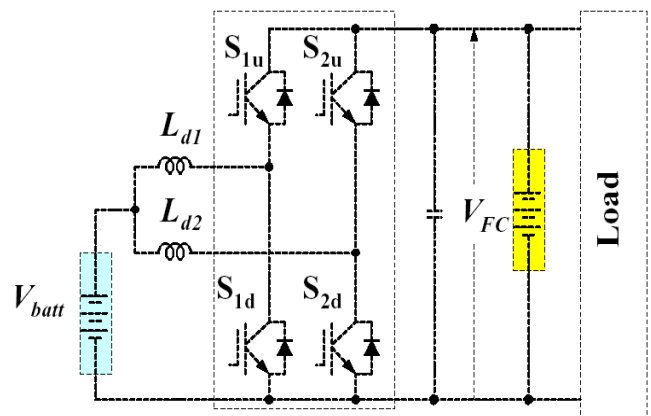 S1u S2u
Ld1
Ld2
VFC
Load
Vbatt
S1d S2d